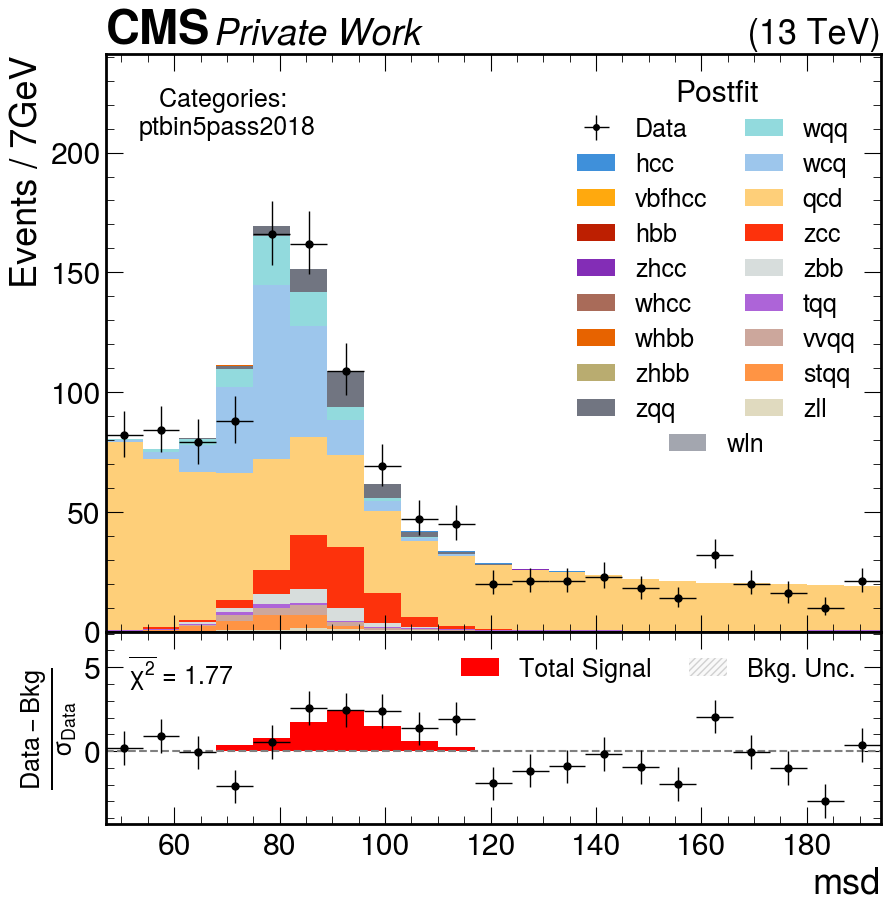 CMS Private Work (13 TeV)
Events / 7GeV
Categories:
ptbin5pass2018
Postfit
Data
hcc
vbfhcc
hbb
zhcc
whcc
whbb
zhbb
zqq
wqq
wcq
qcd
zcc
zbb
tqq
vvqq
stqq
zll
wln
200
150
100
50
0
Data − Bkg
σData
χ² = 1.77
Total Signal
Bkg. Unc.
5
0
60 80 100 120 140 160 180
msd